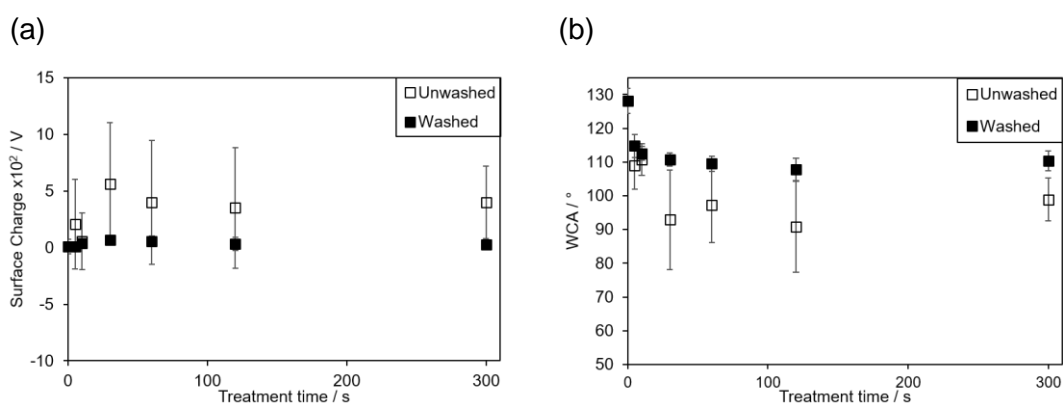 (a)
(b)
Surface Charge x10² / V
15
10
5
0
-5
-10
0
100
200
300
Treatment time / s
Unwashed
Washed
WCA / °
130
120
110
100
90
80
70
60
50
0
100
200
300
Treatment time / s
Unwashed
Washed